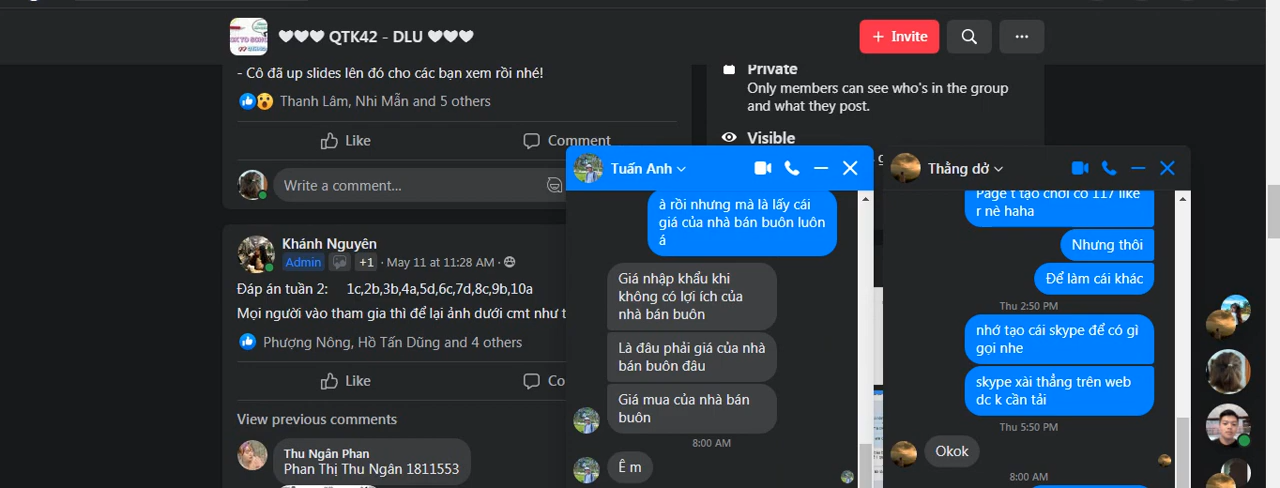 QTK42 - DLU
+ Invite
- Cô đã up slides lên đó cho các bạn xem rồi nhé!
Thanh Lâm, Nhi Mẫn and 5 others
Like
Comment
Write a comment...
Khánh Nguyên
Admin
+1 · May 11 at 11:28 AM ·
Đáp án tuần 2: 1c,2b,3b,4a,5d,6c,7d,8c,9b,10a
Mọi người vào tham gia thì để lại ảnh dưới cmt như t
Phượng Nông, Hồ Tấn Dũng and 4 others
Like
Co
View previous comments
Thu Ngân Phan
Phan Thị Thu Ngân 1811553
Private
Only members can see who's in the group
and what they post.
Visible
Tuấn Anh
à rồi nhưng mà là lấy cái
giá của nhà bán buôn luôn
á
Giá nhập khẩu khi
không có lợi ích của
nhà bán buôn
Là đâu phải giá của nhà
bán buôn đâu
Giá mua của nhà bán
buôn
8:00 AM
Ê m
Thằng dở
Page t tạo chơi có 117 like
r nè haha
Nhưng thôi
Để làm cái khác
Thu 2:50 PM
nhớ tạo cái skype để có gì
gọi nhe
skype xài thẳng trên web
dc k cần tải
Thu 5:50 PM
Okok
8:00 AM